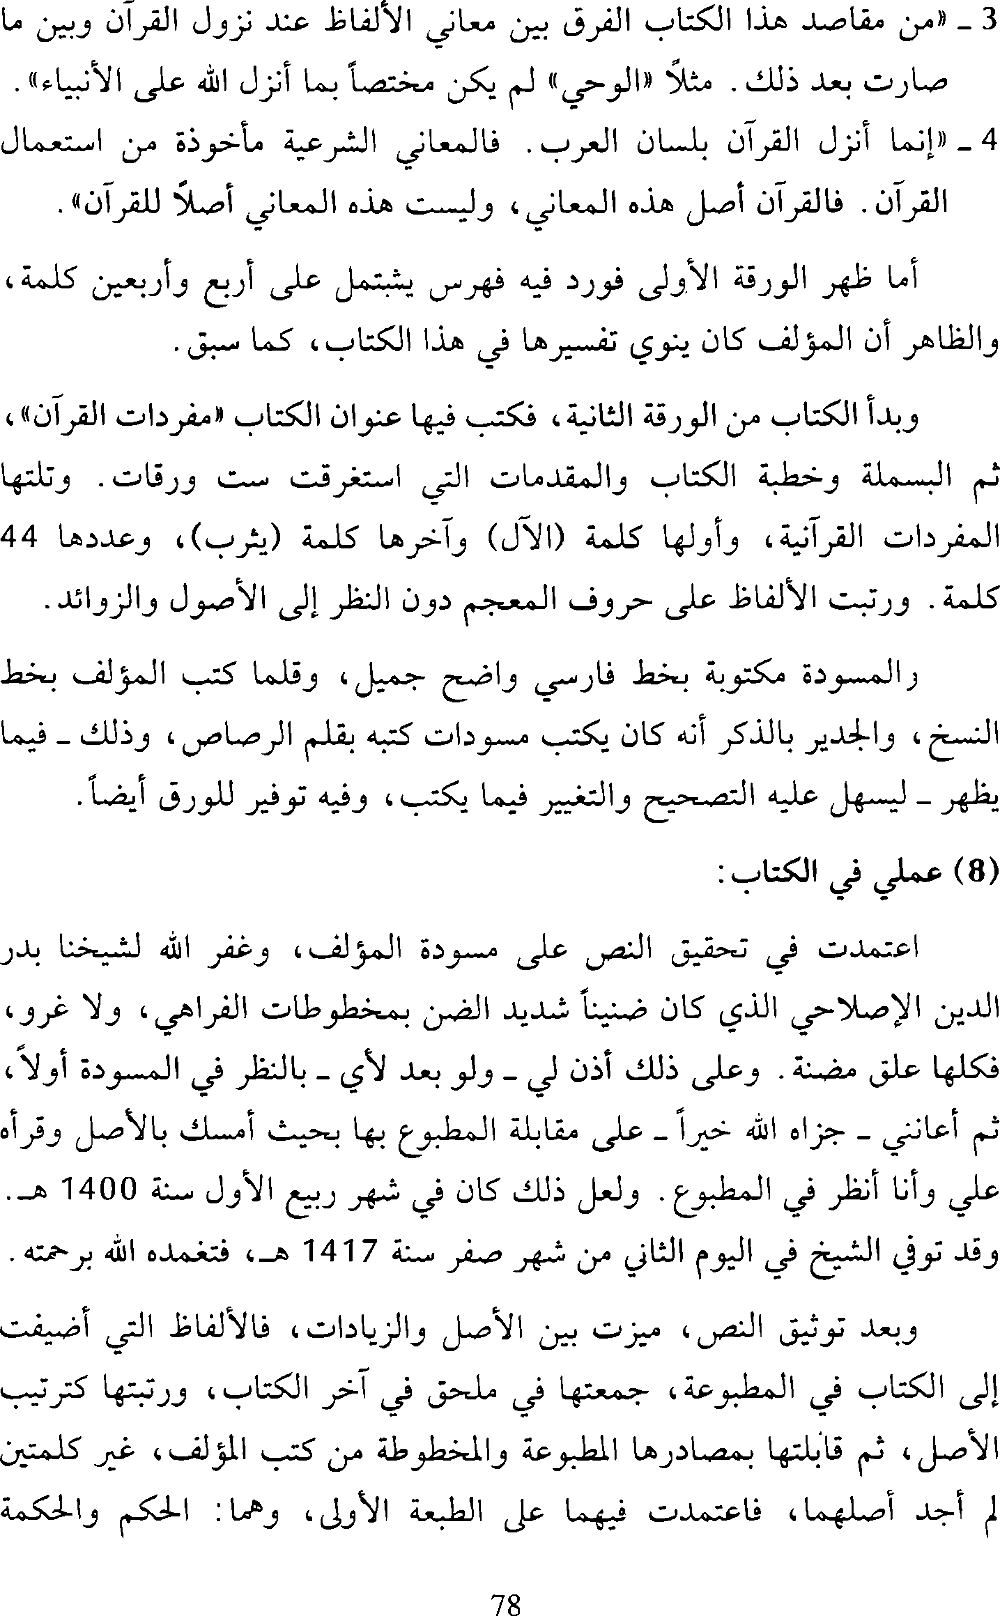 3 ـ «من مقاصد هذا الكتاب الفرق بين معاني الألفاظ عند نزول القرآن وبين ما
صارت بعد ذلك. مثلاً «الوحي» لم يكن مختصاً بما أنزل الله على الأنبياء».
4 ـ «إنما أنزل القرآن بلسان العرب. فالمعاني الشرعية مأخوذة من استعمال
القرآن. فالقرآن أصل هذه المعاني، وليست هذه المعاني أصلاً للقرآن».
أما ظهر الورقة الأولى فورد فيه فهرس يشتمل على أربع وأربعين كلمة،
والظاهر أن المؤلف كان ينوي تفسيرها في هذا الكتاب، كما سبق.
وبدأ الكتاب من الورقة الثانية، فكتب فيها عنوان الكتاب «مفردات القرآن»،
ثم البسملة وخطبة الكتاب والمقدمات التي استغرقت ست ورقات. وتلتها
المفردات القرآنية، وأولها كلمة (الآل) وآخرها كلمة (يثرب)، وعددها 44
كلمة. ورتبت الألفاظ على حروف المعجم دون النظر إلى الأصول والزوائد.
والمسودة مكتوبة بخط فارسي واضح جميل، وقلما كتب المؤلف بخط
النسخ، والجدير بالذكر أنه كان يكتب مسودات كتبه بقلم الرصاص، وذلك ـ فيما
يظهر ـ ليسهل عليه التصحيح والتغيير فيما يكتب، وفيه توفير للورق أيضاً.
(8) عملي في الكتاب:
اعتمدت في تحقيق النص على مسودة المؤلف، وغفر الله لشيخنا بدر
الدين الإصلاحي الذي كان ضنيناً شديد الضن بمخطوطات الفراهي، ولا غرو،
فكلها علق مضنة. وعلى ذلك أذن لي ـ ولو بعد لأي ـ بالنظر في المسودة أولاً،
ثم أعانني ـ جزاه الله خيراً ـ على مقابلة المطبوع بها بحيث أمسك بالأصل وقرأه
علي وأنا أنظر في المطبوع. ولعل ذلك كان في شهر ربيع الأول سنة 1400 هـ.
وقد توفي الشيخ في اليوم الثاني من شهر صفر سنة 1417 هـ، فتغمده الله برحمته.
وبعد توثيق النص، ميزت بين الأصل والزيادات، فالألفاظ التي أضيفت
إلى الكتاب في المطبوعة، جمعتها في ملحق في آخر الكتاب، ورتبتها كترتيب
الأصل، ثم قابلتها بمصادرها المطبوعة والمخطوطة من كتب المؤلف، غير كلمتين
لم أجد أصلهما، فاعتمدت فيهما على الطبعة الأولى، وهما: الحكم والحكمة
78